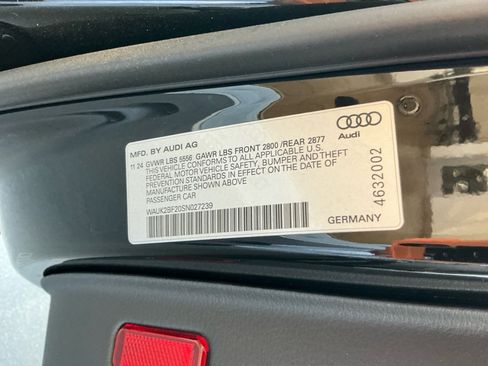 MFD. BY AUDI AG
11 24 GVWR LBS 5556 GAWR LBS FRONT 2800 /REAR 2877
THIS VEHICLE CONFORMS TO ALL APPLICABLE U.S.
FEDERAL MOTOR VEHICLE SAFETY, BUMPER AND THEFT
PREVENTION STANDARDS IN EFFECT ON THE DATE OF
MANUFACTURE SHOWN ABOVE
PASSENGER CAR
WAUK2BF20SN027239
Audi
4632002
GERMANY